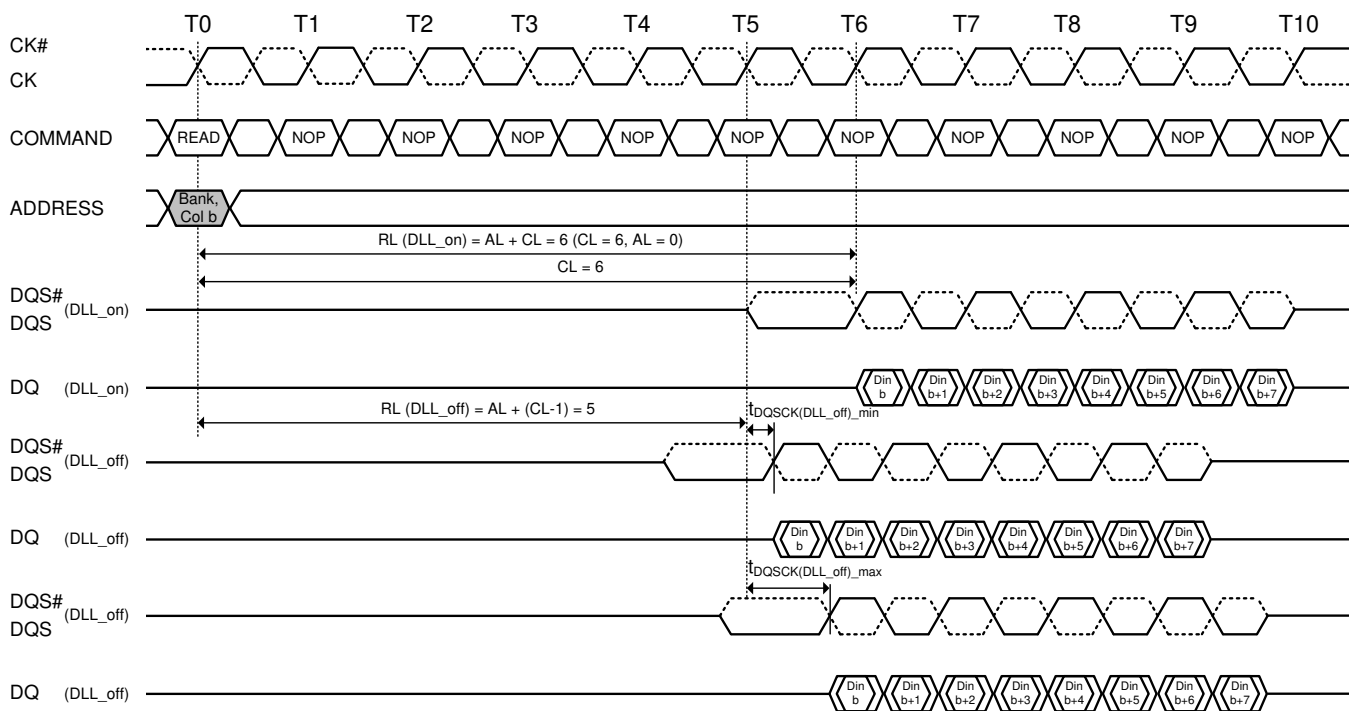 T0 T1 T2 T3 T4 T5 T6 T7 T8 T9 T10
CK#
CK
COMMAND READ NOP NOP NOP NOP NOP NOP NOP NOP NOP NOP
ADDRESS Bank,
Col b
RL (DLL_on) = AL + CL = 6 (CL = 6, AL = 0)
CL = 6
DQS# (DLL_on)
DQS
DQ (DLL_on) Din b Din b+1 Din b+2 Din b+3 Din b+4 Din b+5 Din b+6 Din b+7
RL (DLL_off) = AL + (CL-1) = 5 tDQSCK(DLL_off)_min
DQS# (DLL_off)
DQS
DQ (DLL_off) Din b Din b+1 Din b+2 Din b+3 Din b+4 Din b+5 Din b+6 Din b+7
tDQSCK(DLL_off)_max
DQS# (DLL_off)
DQS
DQ (DLL_off) Din b Din b+1 Din b+2 Din b+3 Din b+4 Din b+5 Din b+6 Din b+7